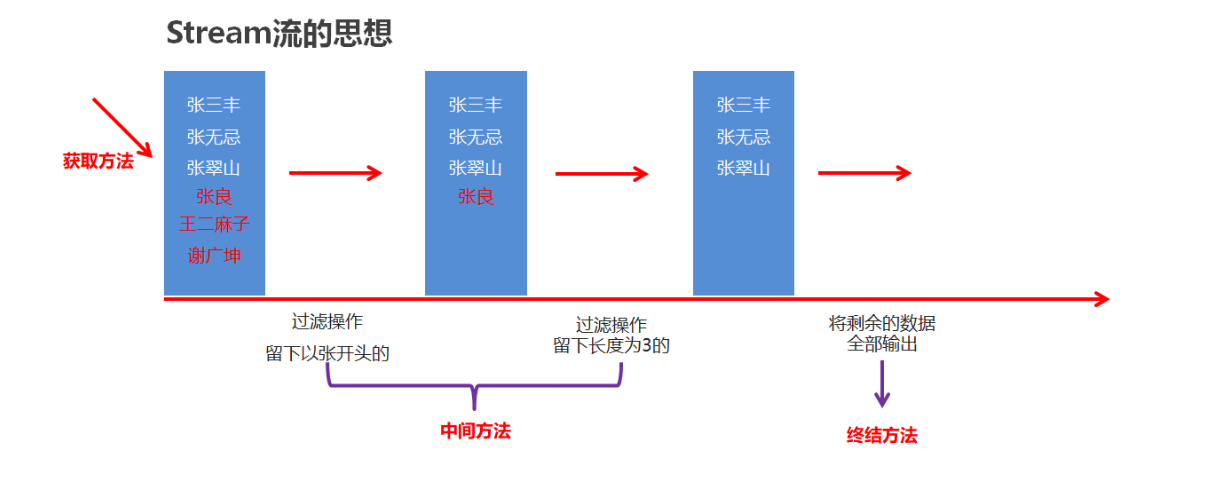 Stream流的思想
获取方法
张三丰
张无忌
张翠山
张良
王二麻子
谢广坤
张三丰
张无忌
张翠山
张良
张三丰
张无忌
张翠山
过滤操作
留下以张开头的
过滤操作
留下长度为3的
将剩余的数据
全部输出
中间方法
终结方法